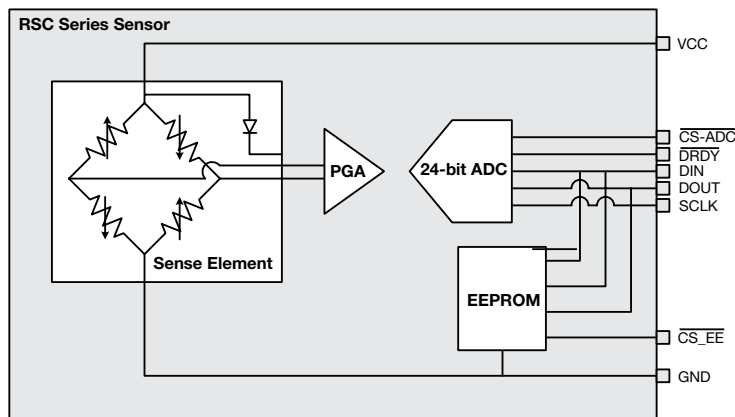 RSC Series Sensor
VCC
CS-ADC
DRDY
DIN
DOUT
SCLK
PGA
24-bit ADC
Sense Element
EEPROM
CS_EE
GND